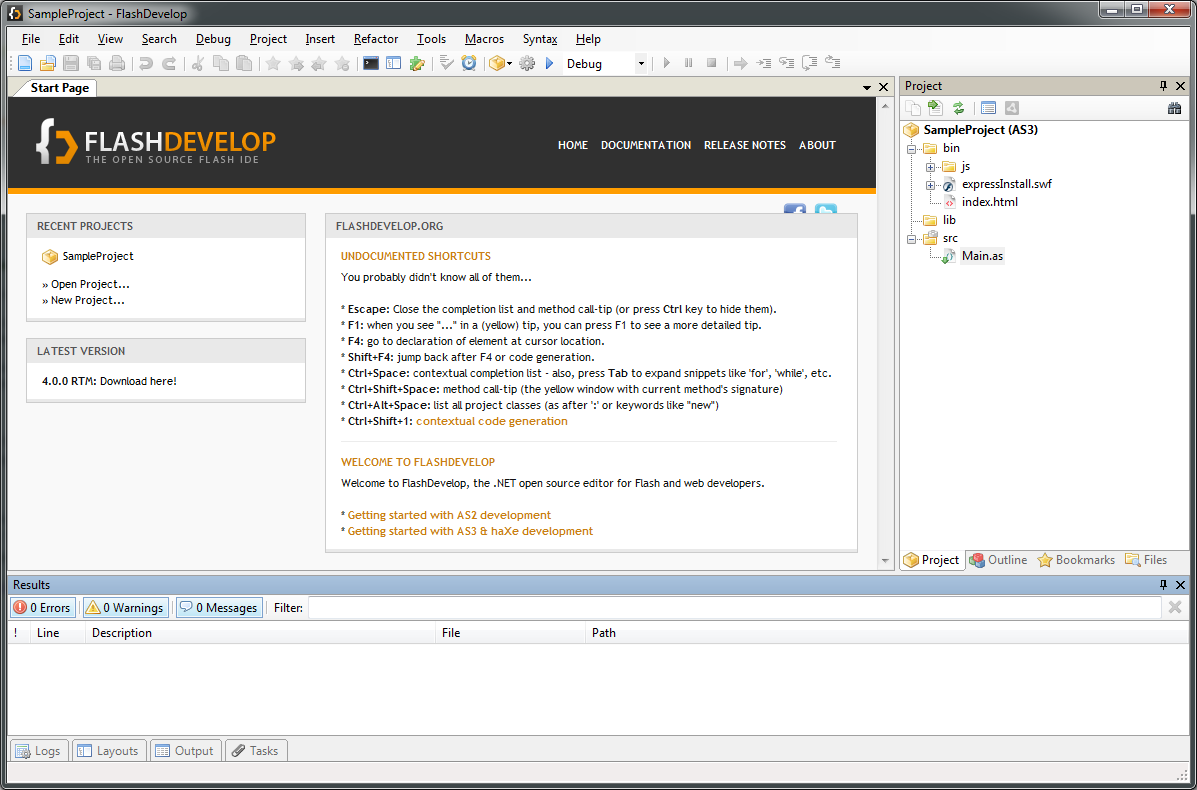 SampleProject - FlashDevelop
File Edit View Search Debug Project Insert Refactor Tools Macros Syntax Help
Debug
Start Page
FLASHDEVELOP
THE OPEN SOURCE FLASH IDE
HOME DOCUMENTATION RELEASE NOTES ABOUT
RECENT PROJECTS
SampleProject
» Open Project...
» New Project...
LATEST VERSION
4.0.0 RTM: Download here!
FLASHDEVELOP.ORG
UNDOCUMENTED SHORTCUTS
You probably didn't know all of them...
* Escape: Close the completion list and method call-tip (or press Ctrl key to hide them).
* F1: when you see "..." in a (yellow) tip, you can press F1 to see a more detailed tip.
* F4: go to declaration of element at cursor location.
* Shift+F4: jump back after F4 or code generation.
* Ctrl+Space: contextual completion list - also, press Tab to expand snippets like 'for', 'while', etc.
* Ctrl+Shift+Space: method call-tip (the yellow window with current method's signature)
* Ctrl+Alt+Space: list all project classes (as after ':' or keywords like "new")
* Ctrl+Shift+1: contextual code generation
WELCOME TO FLASHDEVELOP
Welcome to FlashDevelop, the .NET open source editor for Flash and web developers.
* Getting started with AS2 development
* Getting started with AS3 & haXe development
Project
SampleProject (AS3)
bin
js
expressInstall.swf
index.html
lib
src
Main.as
Project Outline Bookmarks Files
Results
0 Errors 0 Warnings 0 Messages Filter:
! Line Description File Path
Logs Layouts Output Tasks